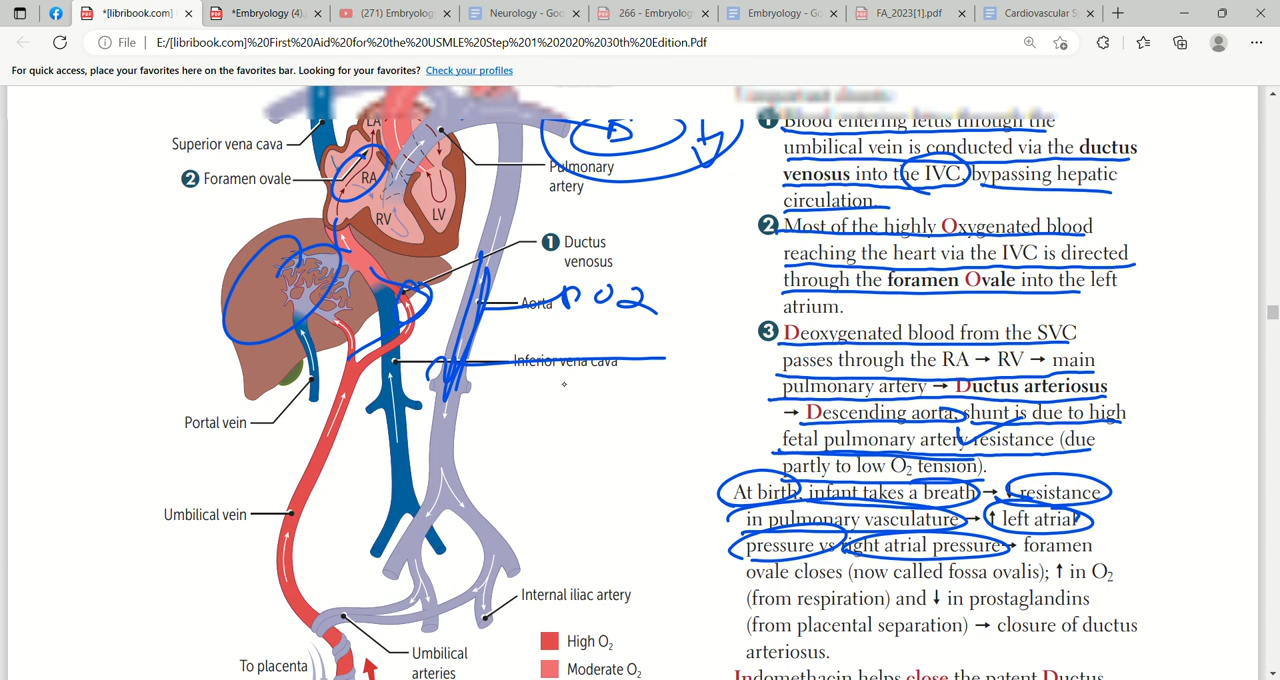 *[libribook.com]
*Embryology (4).
(271) Embryolog
Neurology - Goo
266 - Embryolog
Embryology - Go
FA_2023[1].pdf
Cardiovascular S
File
E:/[libribook.com]%20First%20Aid%20for%20the%20USMLE%20Step%201%202020%2030th%20Edition.Pdf
For quick access, place your favorites here on the favorites bar. Looking for your favorites? Check your profiles
Superior vena cava
2 Foramen ovale
LA
RA
RV
LV
B
Pulmonary
artery
1 Ductus
venosus
Aorta
O2
Inferior vena cava
Portal vein
Umbilical vein
Internal iliac artery
To placenta
Umbilical
arteries
High O2
Moderate O2
1 Blood entering fetus through the
umbilical vein is conducted via the ductus
venosus into the IVC, bypassing hepatic
circulation.
2 Most of the highly Oxygenated blood
reaching the heart via the IVC is directed
through the foramen Ovale into the left
atrium.
3 Deoxygenated blood from the SVC
passes through the RA → RV → main
pulmonary artery → Ductus arteriosus
→ Descending aorta; shunt is due to high
fetal pulmonary artery resistance (due
partly to low O2 tension).
At birth, infant takes a breath → ↓ resistance
in pulmonary vasculature → ↑ left atrial
pressure vs right atrial pressure → foramen
ovale closes (now called fossa ovalis); ↑ in O2
(from respiration) and ↓ in prostaglandins
(from placental separation) → closure of ductus
arteriosus.
Indomethacin helps close the patent Ductus